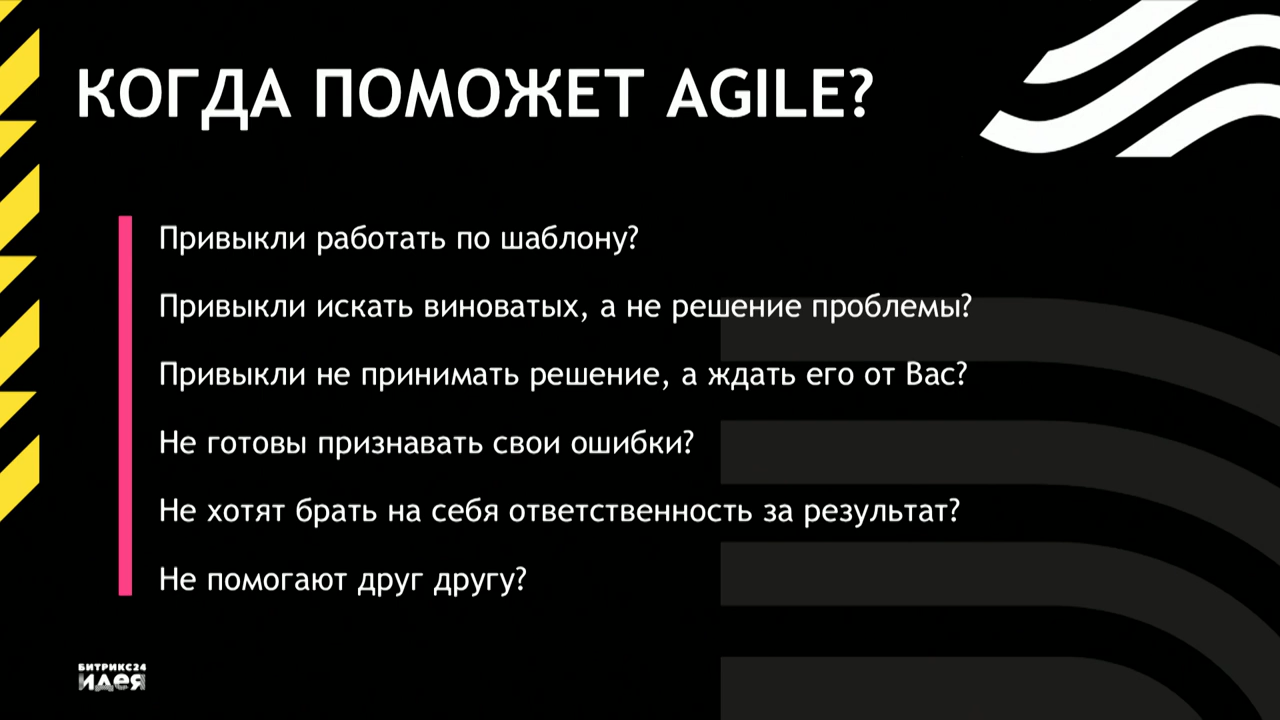 КОГДА ПОМОЖЕТ AGILE?
Привыкли работать по шаблону?
Привыкли искать виноватых, а не решение проблемы?
Привыкли не принимать решение, а ждать его от Вас?
Не готовы признавать свои ошибки?
Не хотят брать на себя ответственность за результат?
Не помогают друг другу?
БИТРИКС24
идея